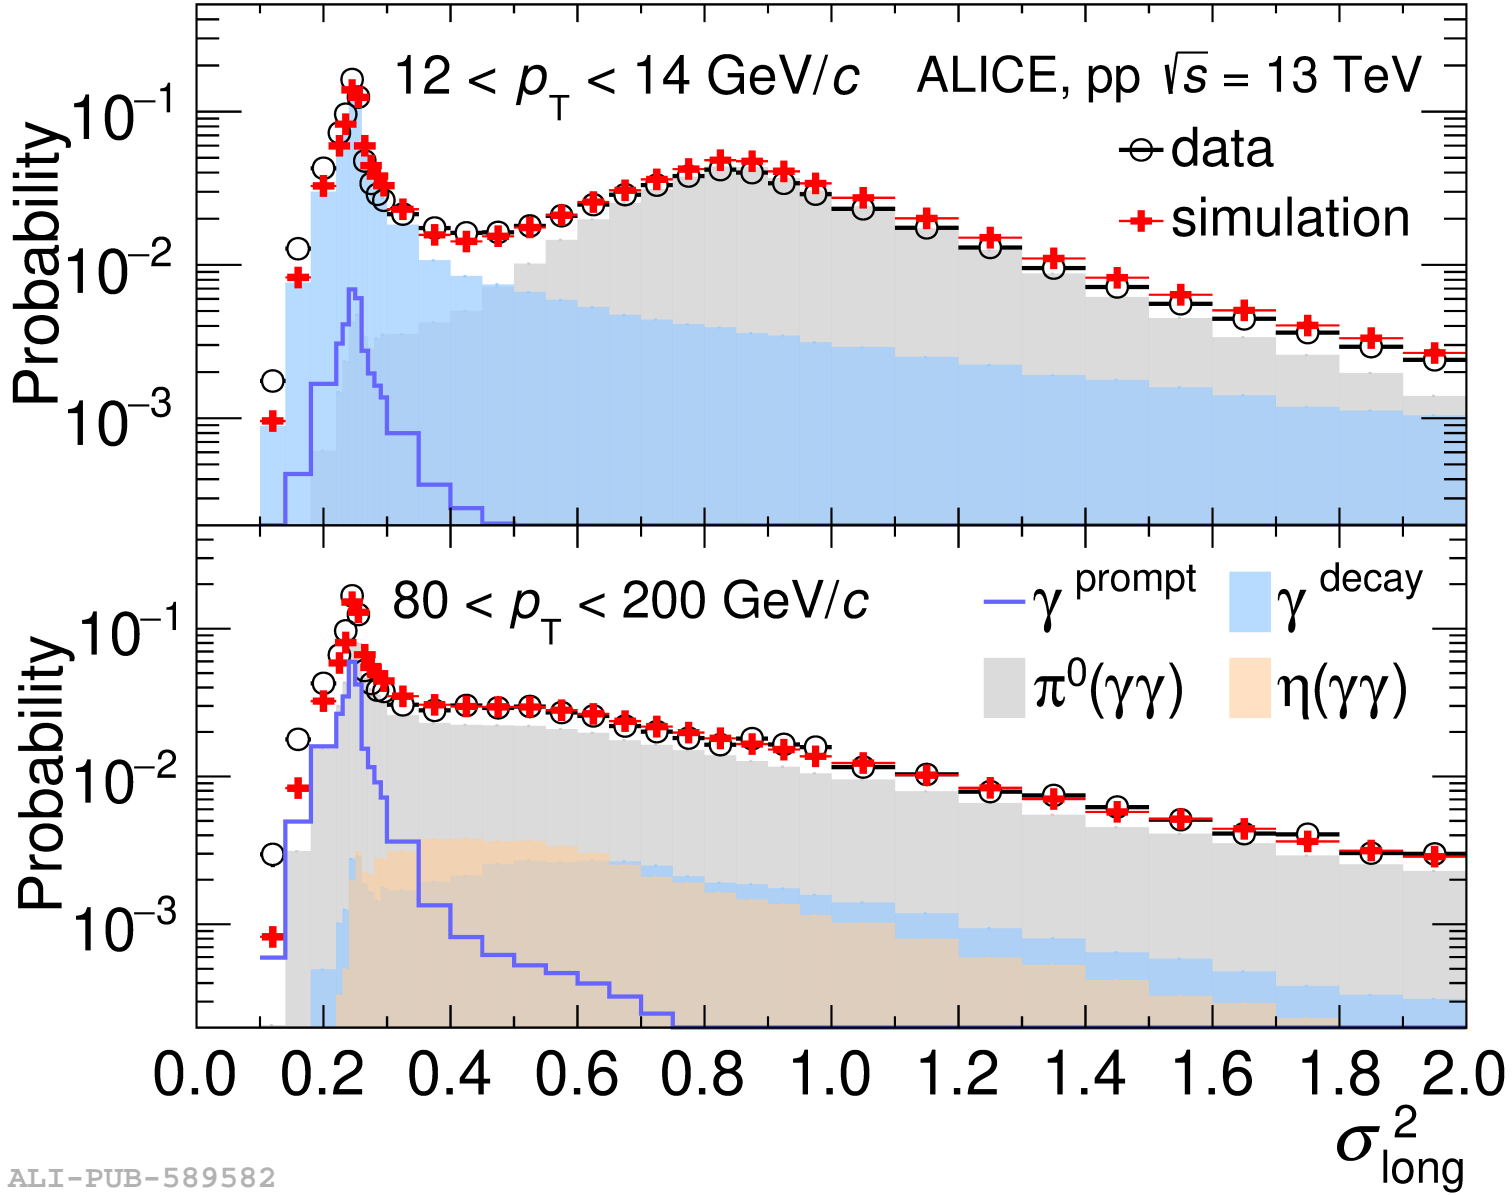 12 < pT < 14 GeV/c
ALICE, pp √s = 13 TeV
data
simulation
Probability
10−1
10−2
10−3
80 < pT < 200 GeV/c
γ prompt
γ decay
π0(γγ)
η(γγ)
Probability
10−1
10−2
10−3
0.0 0.2 0.4 0.6 0.8 1.0 1.2 1.4 1.6 1.8 2.0
σ2long
ALI-PUB-589582